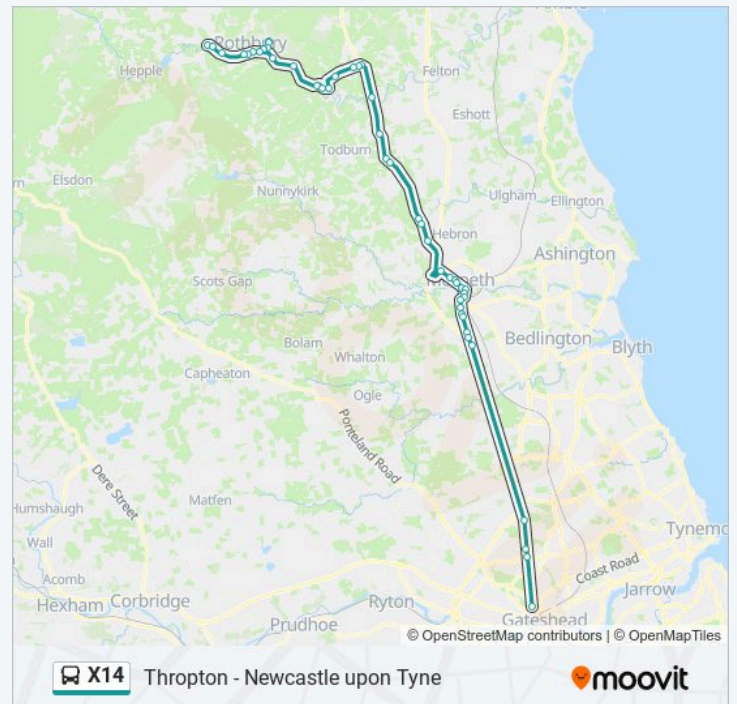 Rothbury
Hepple
Felton
Eshott
Todburn
Elsdon
Nunnykirk
Ulgham
Ellington
Hebron
Ashington
Scots Gap
Bedlington
Bolam
Whalton
Blyth
Capheaton
Ogle
Ponteland Road
Dere Street
Matfen
Humshaugh
Wall
Tynemo
Coast Road
Acomb
Hexham
Corbridge
Ryton
Jarrow
Prudhoe
Gateshead
© OpenStreetMap contributors | © OpenMapTiles
X14
Thropton - Newcastle upon Tyne
moovit